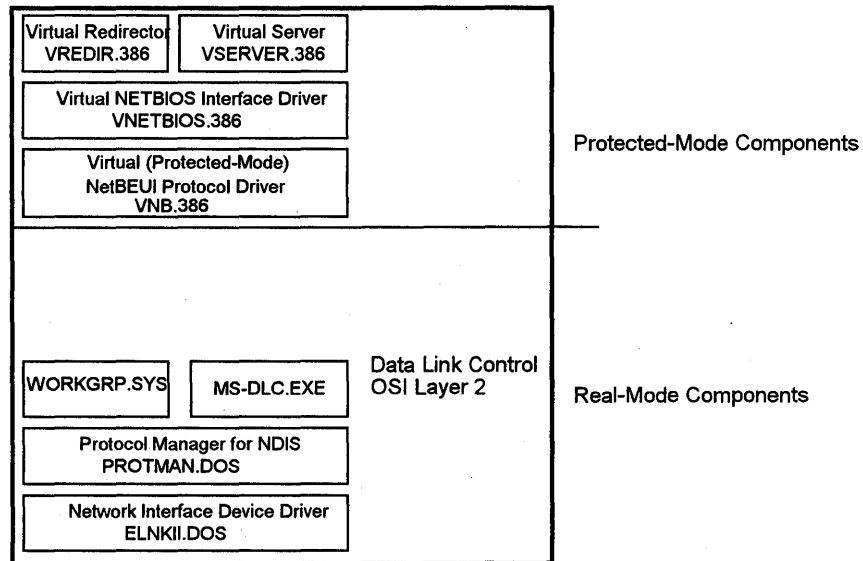 Virtual Redirector
VREDIR.386
Virtual Server
VSERVER.386
Virtual NETBIOS Interface Driver
VNETBIOS.386
Virtual (Protected-Mode)
NetBEUI Protocol Driver
VNB.386
Protected-Mode Components
WORKGRP.SYS
MS-DLC.EXE
Data Link Control
OSI Layer 2
Real-Mode Components
Protocol Manager for NDIS
PROTMAN.DOS
Network Interface Device Driver
ELNKII.DOS